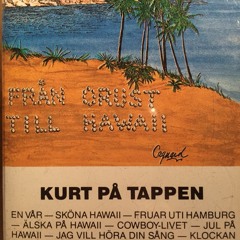 FRÅN ORUST
TILL HAWAII
KURT PÅ TAPPEN
EN VÅR — SKÖNA HAWAII — FRUAR UTI HAMBURG
— ÄLSKA PÅ HAWAII — COWBOY-LIVET — JUL PÅ
HAWAII — JAG VILL HÖRA DIN SÅNG — KLOCKAN